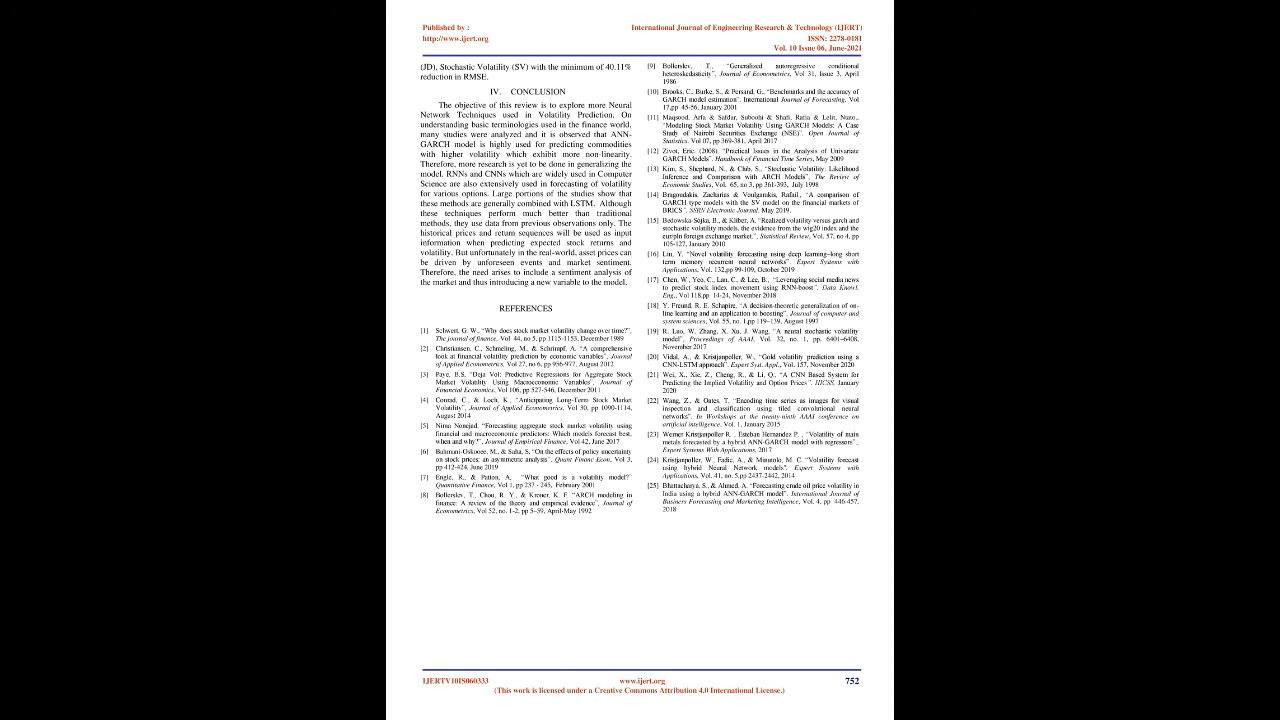 Published by :
http://www.ijert.org
International Journal of Engineering Research & Technology (IJERT)
ISSN: 2278-0181
Vol. 10 Issue 06, June-2021
(JD), Stochastic Volatility (SV) with the minimum of 40.11%
reduction in RMSE.
IV. CONCLUSION
The objective of this review is to explore more Neural
Network Techniques used in Volatility Prediction. On
understanding basic terminologies used in the finance world,
many studies were analyzed and it is observed that ANN-
GARCH model is highly used for predicting commodities
with higher volatility which exhibit more non-linearity.
Therefore, more research is yet to be done in generalizing the
model. RNNs and CNNs which are widely used in Computer
Science are also extensively used in forecasting of volatility
for various options. Large portions of the studies show that
these methods are generally combined with LSTM. Although
these techniques perform much better than traditional
methods, they use data from previous observations only. The
historical prices and return sequences will be used as input
information when predicting expected stock returns and
volatility. But unfortunately in the real-world, asset prices can
be driven by unforeseen events and market sentiment.
Therefore, the need arises to include a sentiment analysis of
the market and thus introducing a new variable to the model.
REFERENCES
[1] Schwert, G. W., "Why does stock market volatility change over time?",
The journal of finance, Vol 44, no 5, pp 1115-1153, December 1989
[2] Christiansen, C., Schmeling, M., & Schrimpf, A. "A comprehensive
look at financial volatility prediction by economic variables", Journal
of Applied Econometrics, Vol 27, no 6, pp 956-977, August 2012
[3] Paye, B.S, "Deja Vol: Predictive Regressions for Aggregate Stock
Market Volatility Using Macroeconomic Variables", Journal of
Financial Economics, Vol 106, pp 527-546, December 2011
[4] Conrad, C., & Loch, K., "Anticipating Long-Term Stock Market
Volatility", Journal of Applied Econometrics, Vol 30, pp 1090-1114,
August 2014
[5] Nima Nonejad, "Forecasting aggregate stock market volatility using
financial and macroeconomic predictors: Which models forecast best,
when and why?", Journal of Empirical Finance, Vol 42, June 2017
[6] Bahmani-Oskooee, M., & Saha, S, "On the effects of policy uncertainty
on stock prices: an asymmetric analysis". Quant Financ Econ, Vol 3,
pp 412-424, June 2019
[7] Engle, R., & Patton, A. "What good is a volatility model?"
Quantitative Finance, Vol 1, pp 237 - 245, February 2001
[8] Bollerslev, T., Chou, R. Y., & Kroner, K. F. "ARCH modeling in
finance: A review of the theory and empirical evidence", Journal of
Econometrics, Vol 52, no. 1-2, pp 5–59, April-May 1992
[9] Bollerslev, T., "Generalized autoregressive conditional
heteroskedasticity", Journal of Econometrics, Vol 31, Issue 3, April
1986
[10] Brooks, C., Burke, S., & Persand, G., "Benchmarks and the accuracy of
GARCH model estimation". International Journal of Forecasting, Vol
17,pp 45-56, January 2001
[11] Maqsood, Arfa & Safdar, Suboohi & Shafi, Rafia & Lelit, Ntato.,
"Modeling Stock Market Volatility Using GARCH Models: A Case
Study of Nairobi Securities Exchange (NSE)". Open Journal of
Statistics. Vol 07, pp 369-381, April 2017
[12] Zivot, Eric. (2008). "Practical Issues in the Analysis of Univariate
GARCH Models". Handbook of Financial Time Series, May 2009
[13] Kim, S., Shephard, N., & Chib, S., "Stochastic Volatility: Likelihood
Inference and Comparison with ARCH Models", The Review of
Economic Studies, Vol. 65, no 3, pp 361-393, July 1998
[14] Bragoudakis, Zacharias & Voulgarakis, Rafail., "A comparison of
GARCH type models with the SV model on the financial markets of
BRICS ". SSRN Electronic Journal, May 2019.
[15] Bedowska-Sojka, B., & Kliber, A. "Realized volatility versus garch and
stochastic volatility models. the evidence from the wig20 index and the
eur/pln foreign exchange market.", Statistical Review, Vol. 57, no 4, pp
105-127, January 2010
[16] Liu, Y. "Novel volatility forecasting using deep learning–long short
term memory recurrent neural networks". Expert Systems with
Applications, Vol. 132,pp 99-109, October 2019
[17] Chen, W., Yeo, C., Lau, C., & Lee, B., "Leveraging social media news
to predict stock index movement using RNN-boost ". Data Knowl.
Eng., Vol 118,pp 14-24, November 2018
[18] Y. Freund, R. E. Schapire, "A decision-theoretic generalization of on-
line learning and an application to boosting", Journal of computer and
system sciences, Vol. 55, no. 1,pp 119–139, August 1997
[19] R. Luo, W. Zhang, X. Xu, J. Wang, "A neural stochastic volatility
model", Proceedings of AAAI, Vol. 32, no. 1, pp. 6401–6408,
November 2017
[20] Vidal, A., & Kristjanpoller, W., "Gold volatility prediction using a
CNN-LSTM approach". Expert Syst. Appl., Vol. 157, November 2020
[21] Wei, X., Xie, Z., Cheng, R., & Li, Q., "A CNN Based System for
Predicting the Implied Volatility and Option Prices ". HICSS, January
2020
[22] Wang, Z., & Oates, T. "Encoding time series as images for visual
inspection and classification using tiled convolutional neural
networks". In Workshops at the twenty-ninth AAAI conference on
artificial intelligence, Vol. 1, January 2015
[23] Werner Kristjanpoller R. , Esteban Hernandez P. , "Volatility of main
metals forecasted by a hybrid ANN-GARCH model with regressors".,
Expert Systems With Applications, 2017
[24] Kristjanpoller, W., Fadic, A., & Minutolo, M. C. "Volatility forecast
using hybrid Neural Network models". Expert Systems with
Applications, Vol. 41, no. 5,pp 2437-2442, 2014
[25] Bhattacharya, S., & Ahmed, A. "Forecasting crude oil price volatility in
India using a hybrid ANN-GARCH model". International Journal of
Business Forecasting and Marketing Intelligence, Vol. 4, pp 446-457,
2018
IJERTV10IS060333
www.ijert.org
752
(This work is licensed under a Creative Commons Attribution 4.0 International License.)